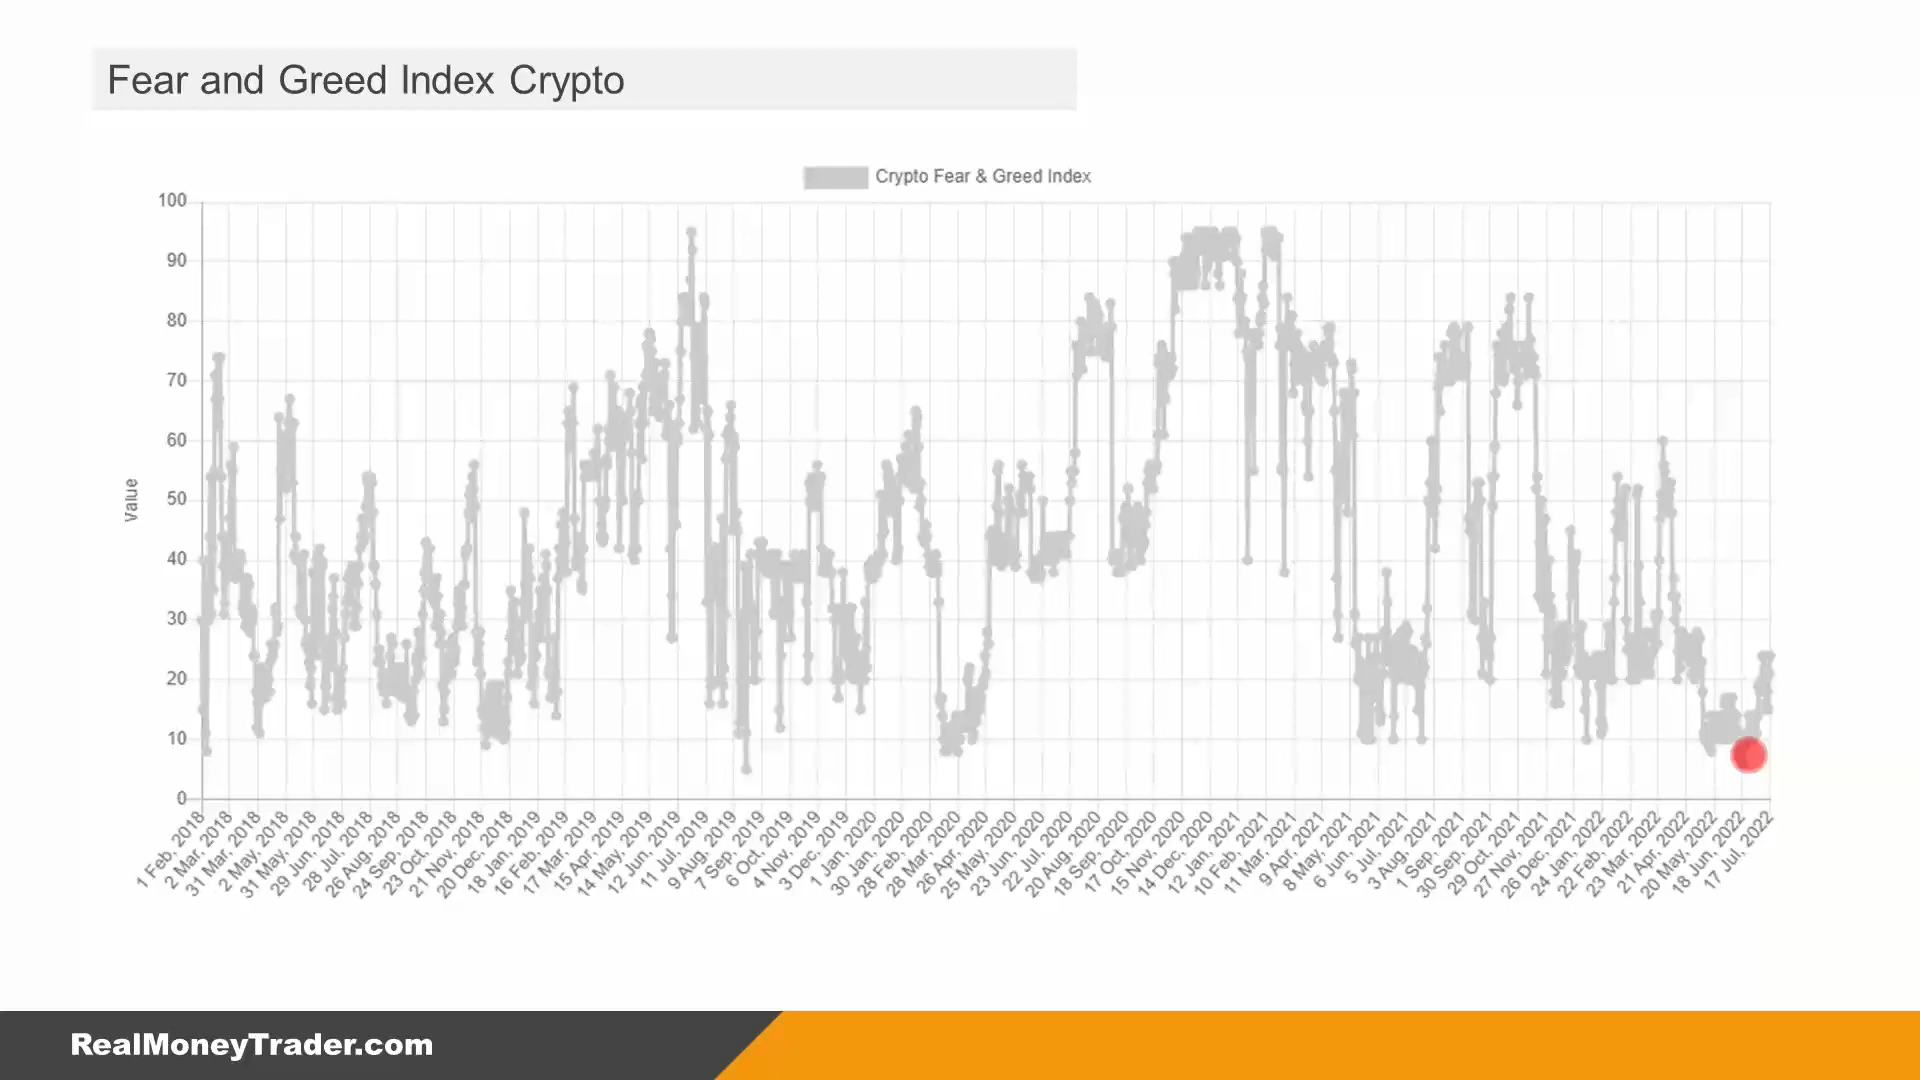 Fear and Greed Index Crypto
Crypto Fear & Greed Index
100
90
80
70
60
50
40
30
20
10
0
Value
1 Feb, 2018
2 Mar, 2018
31 Mar, 2018
2 May, 2018
31 May, 2018
29 Jun, 2018
28 Jul, 2018
26 Aug, 2018
24 Sep, 2018
23 Oct, 2018
21 Nov, 2018
20 Dec, 2018
18 Jan, 2019
16 Feb, 2019
17 Mar, 2019
15 Apr, 2019
14 May, 2019
12 Jun, 2019
11 Jul, 2019
9 Aug, 2019
7 Sep, 2019
6 Oct, 2019
4 Nov, 2019
3 Dec, 2019
1 Jan, 2020
30 Jan, 2020
28 Feb, 2020
28 Mar, 2020
26 Apr, 2020
25 May, 2020
23 Jun, 2020
22 Jul, 2020
20 Aug, 2020
18 Sep, 2020
17 Oct, 2020
15 Nov, 2020
14 Dec, 2020
12 Jan, 2021
10 Feb, 2021
11 Mar, 2021
9 Apr, 2021
8 May, 2021
6 Jun, 2021
5 Jul, 2021
3 Aug, 2021
1 Sep, 2021
30 Sep, 2021
29 Oct, 2021
27 Nov, 2021
26 Dec, 2021
24 Jan, 2022
22 Feb, 2022
23 Mar, 2022
21 Apr, 2022
20 May, 2022
18 Jun, 2022
17 Jul, 2022
RealMoneyTrader.com